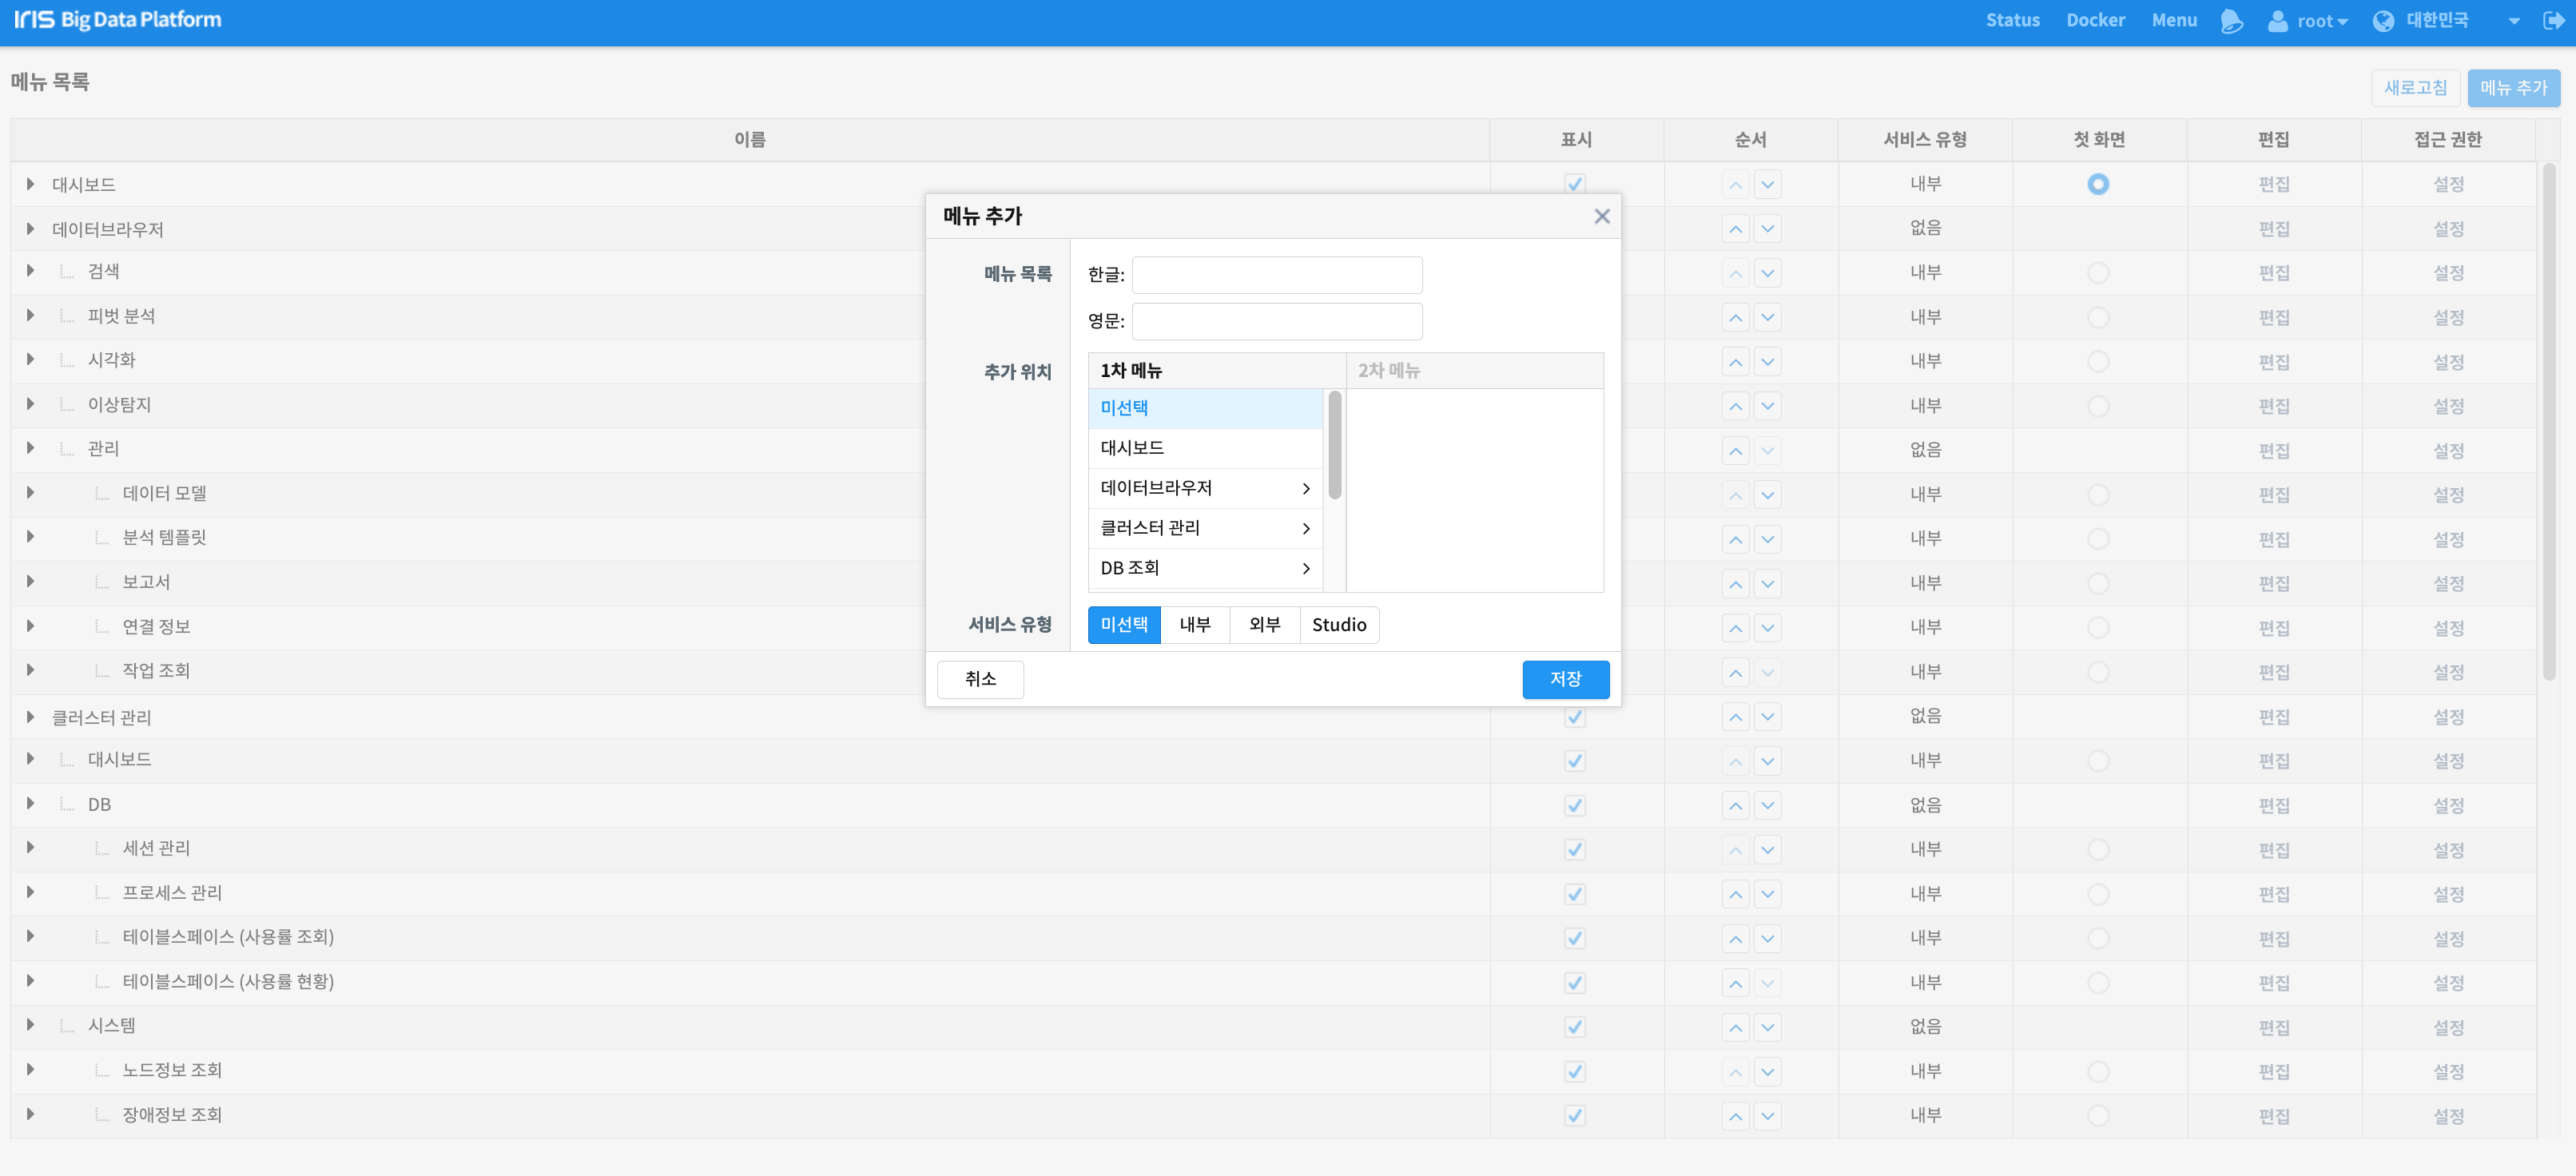 IRIS Big Data Platform Status Docker Menu root 대한민국
메뉴 목록 새로고침 메뉴 추가
이름 표시 순서 서비스 유형 첫 화면 편집 접근 권한
대시보드 내부 편집 설정
데이터브라우저 없음 편집 설정
검색 내부 편집 설정
피벗 분석 내부 편집 설정
시각화 내부 편집 설정
이상탐지 내부 편집 설정
관리 없음 편집 설정
데이터 모델 내부 편집 설정
분석 템플릿 내부 편집 설정
보고서 내부 편집 설정
연결 정보 내부 편집 설정
작업 조회 내부 편집 설정
클러스터 관리 없음 편집 설정
대시보드 내부 편집 설정
DB 없음 편집 설정
세션 관리 내부 편집 설정
프로세스 관리 내부 편집 설정
테이블스페이스 (사용률 조회) 내부 편집 설정
테이블스페이스 (사용률 현황) 내부 편집 설정
시스템 없음 편집 설정
노드정보 조회 내부 편집 설정
장애정보 조회 내부 편집 설정
메뉴 추가
메뉴 목록 한글:
영문:
추가 위치 1차 메뉴 2차 메뉴
미선택
대시보드
데이터브라우저
클러스터 관리
DB 조회
서비스 유형 미선택 내부 외부 Studio
취소 저장